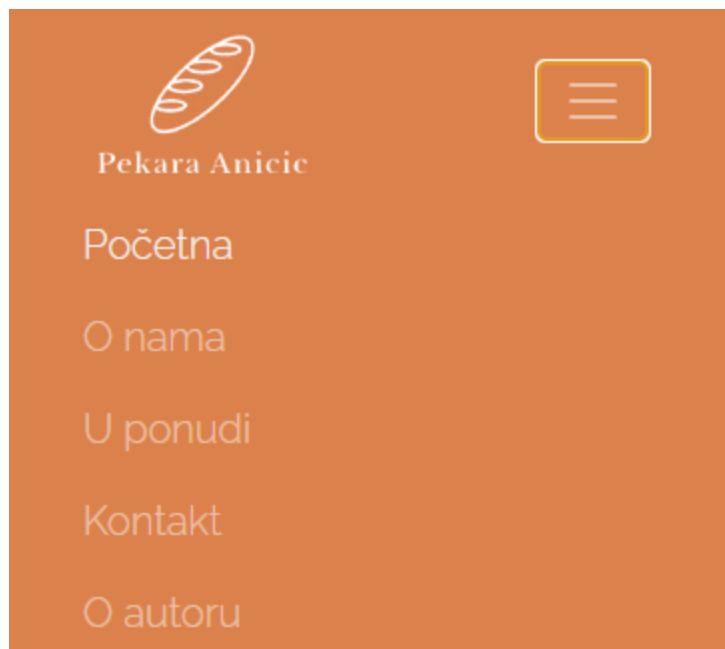 Pekara Anicic
Početna
O nama
U ponudi
Kontakt
O autoru